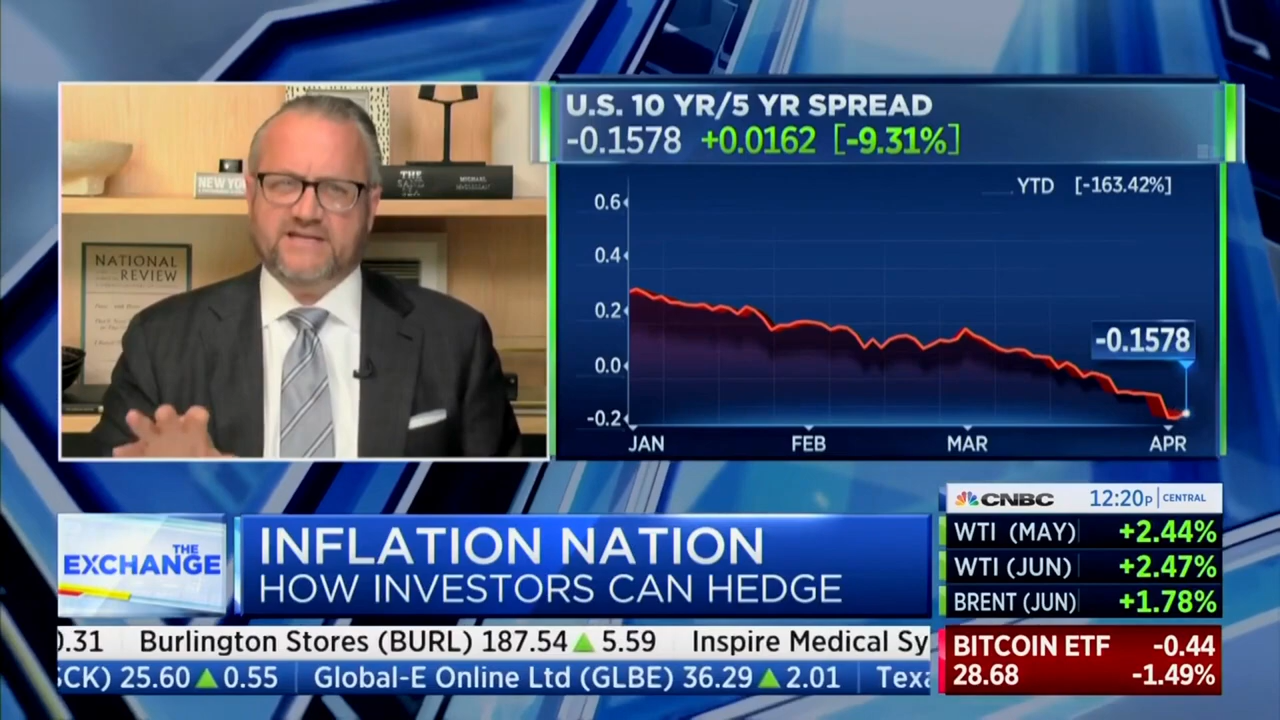 NEW YO
THE
NATIONAL
REVIEW
U.S. 10 YR/5 YR SPREAD
-0.1578 +0.0162 [-9.31%]
YTD [-163.42%]
0.6
0.4
0.2
0.0
-0.2
-0.1578
JAN FEB MAR APR
CNBC 12:20P CENTRAL
THE
EXCHANGE
INFLATION NATION
HOW INVESTORS CAN HEDGE
WTI (MAY) +2.44%
WTI (JUN) +2.47%
BRENT (JUN) +1.78%
0.31 Burlington Stores (BURL) 187.54 ▲ 5.59 Inspire Medical Sy
SCK) 25.60 ▲ 0.55 Global-E Online Ltd (GLBE) 36.29 ▲ 2.01 Texa
BITCOIN ETF -0.44
28.68 -1.49%